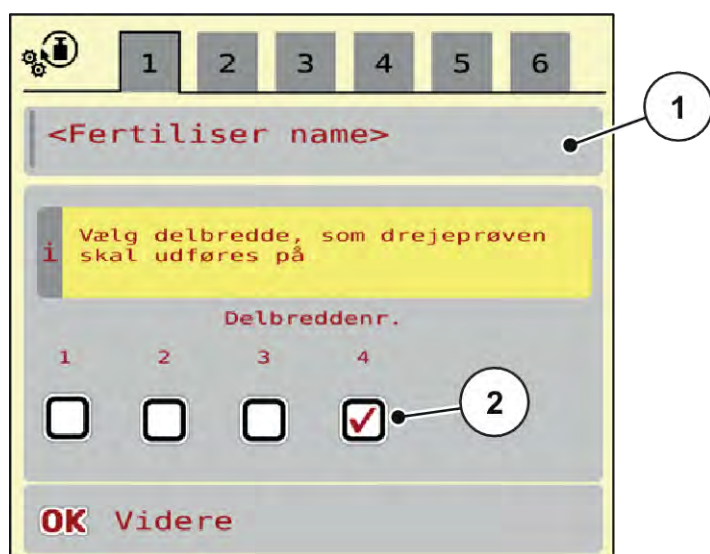 1 2 3 4 5 6
<Fertiliser name>
1
i
Vælg delbredde, som drejeprøven
skal udføres på
Delbreddenr.
1 2 3 4
2
OK Videre